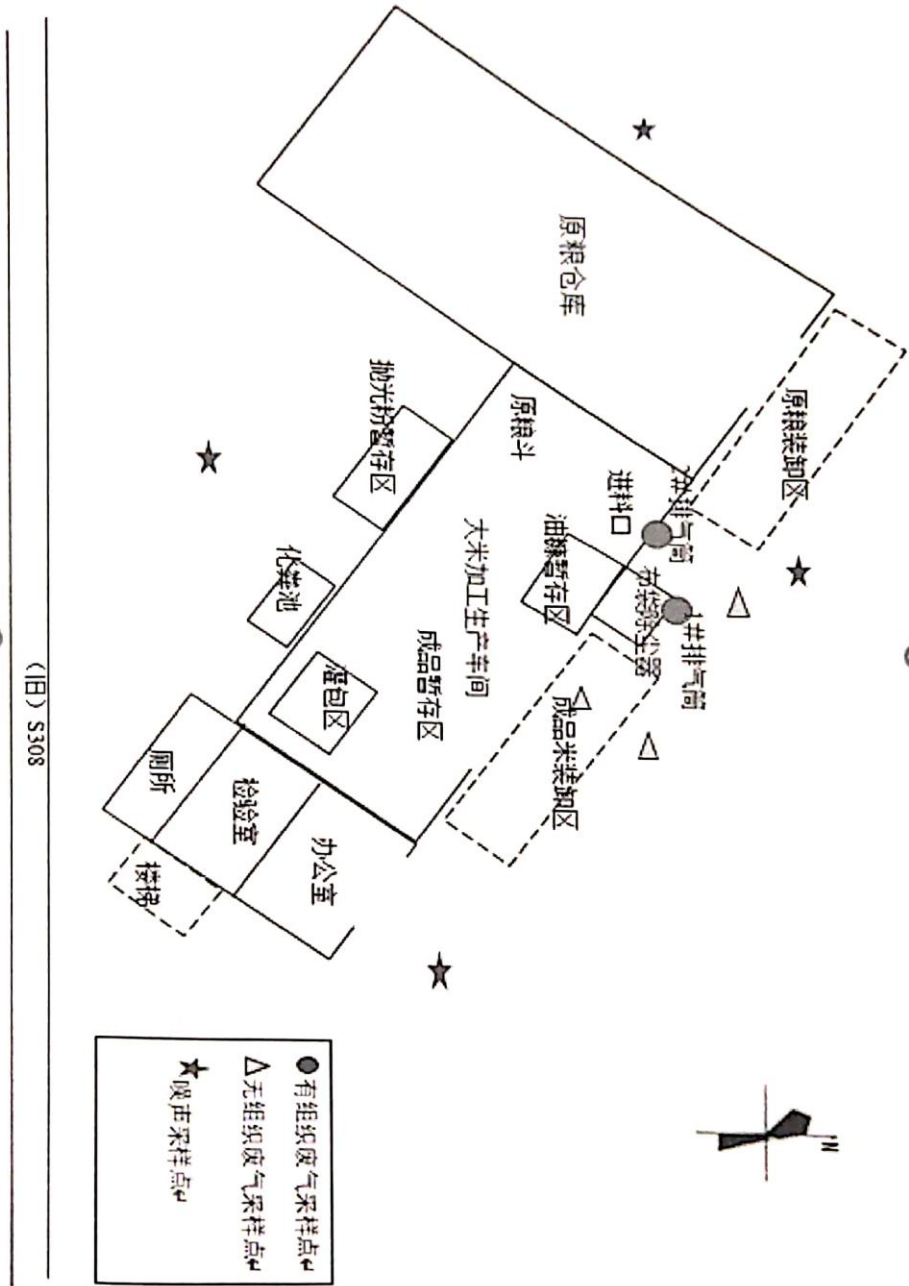 原粮仓库
原粮装卸区
抛光粉暂存区
原粮斗
进料口
2#排气筒
油糠暂存区
布袋除尘器
1#排气筒
大米加工生产车间
化粪池
成品暂存区
灌包区
成品米装卸区
厕所
检验室
办公室
楼梯
(旧) S308
N
有组织废气采样点↵
无组织废气采样点↵
噪声采样点↵